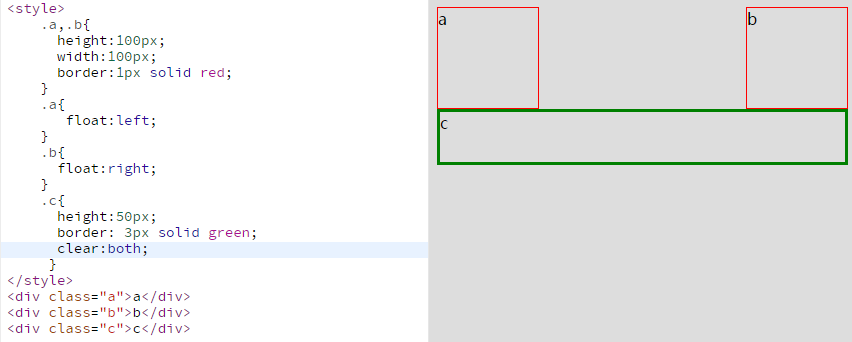 <style>
.a,.b{
height:100px;
width:100px;
border:1px solid red;
}
.a{
float:left;
}
.b{
float:right;
}
.c{
height:50px;
border: 3px solid green;
clear:both;
}
</style>
<div class="a">a</div>
<div class="b">b</div>
<div class="c">c</div>
a
b
c